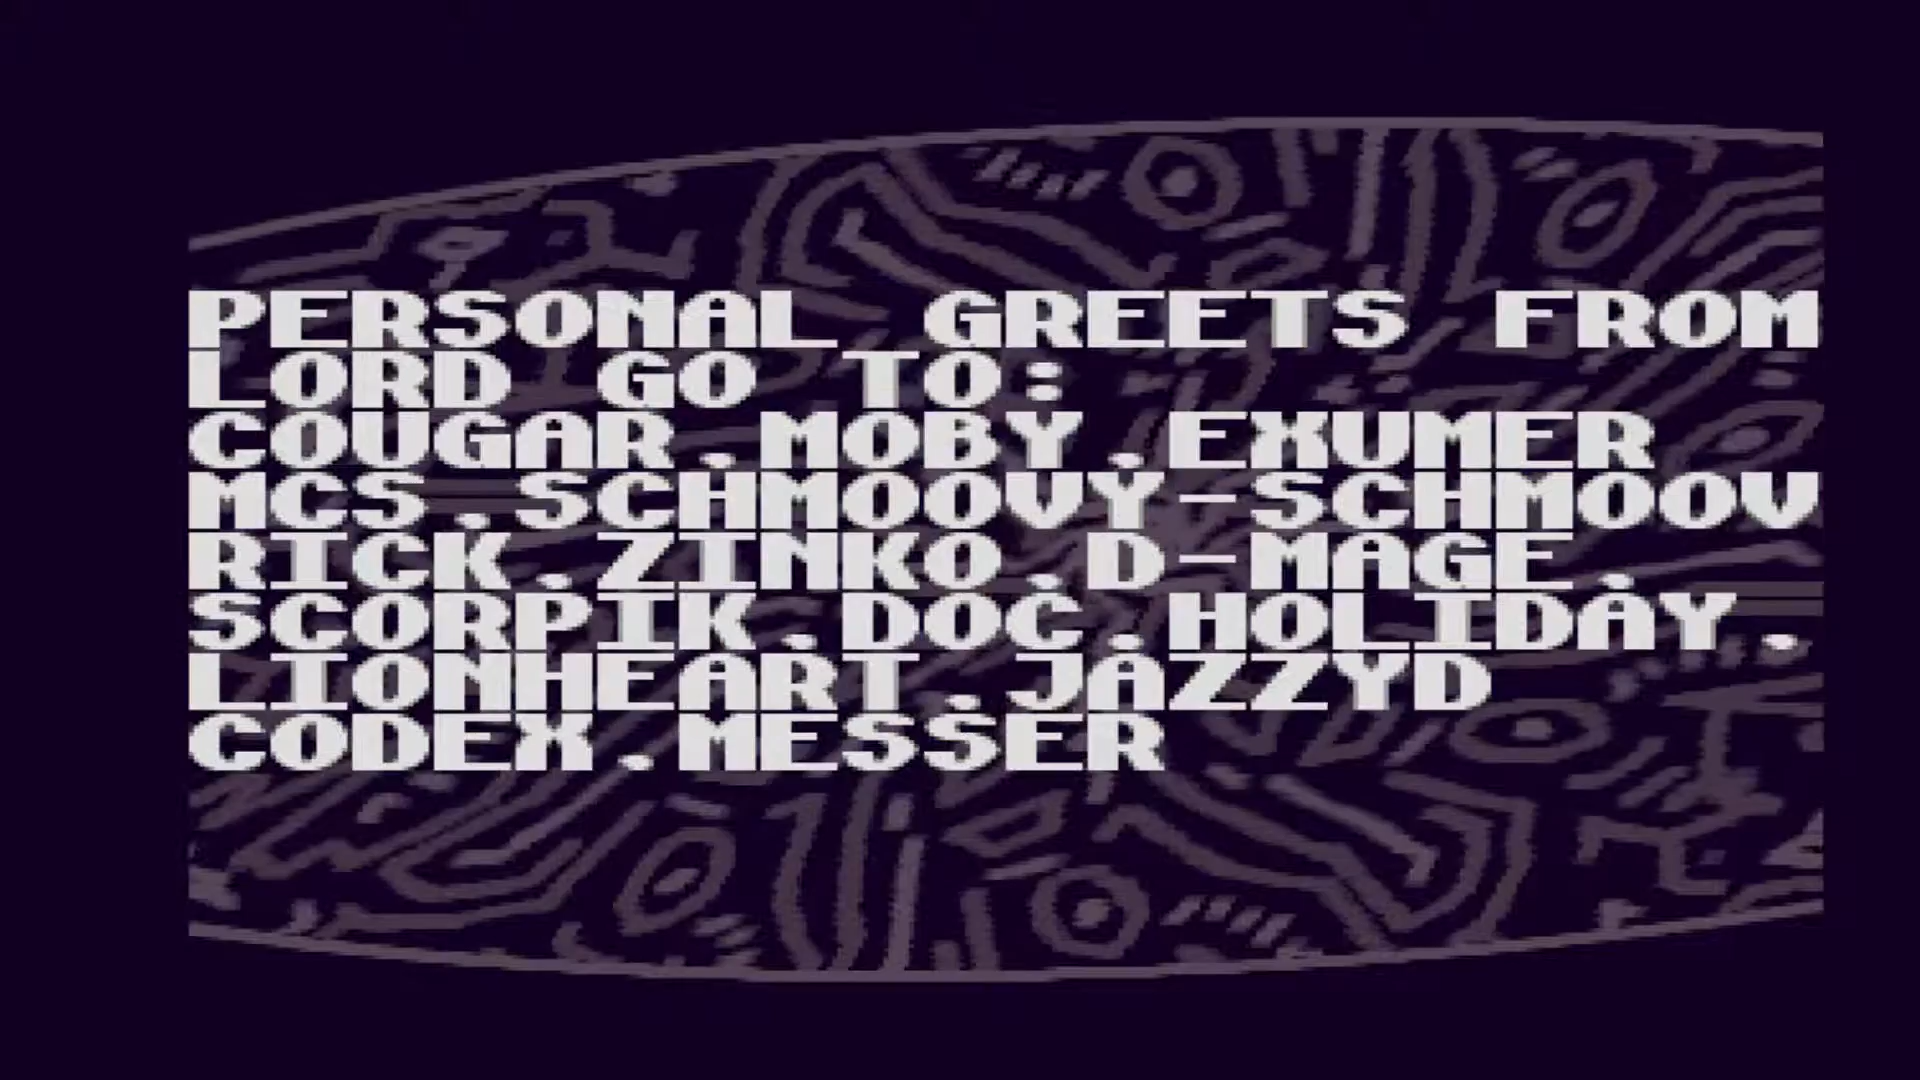 PERSONAL GREETS FROM
LORD GO TO:
COUGAR.MOBY.EXUMER
MCS.SCHMOOVY-SCHMOOV
RICK.ZINKO.D-MAGE.
SCORPIK.DOC.HOLIDAY.
LIONHEART.JAZZYD
CODEX.MESSER